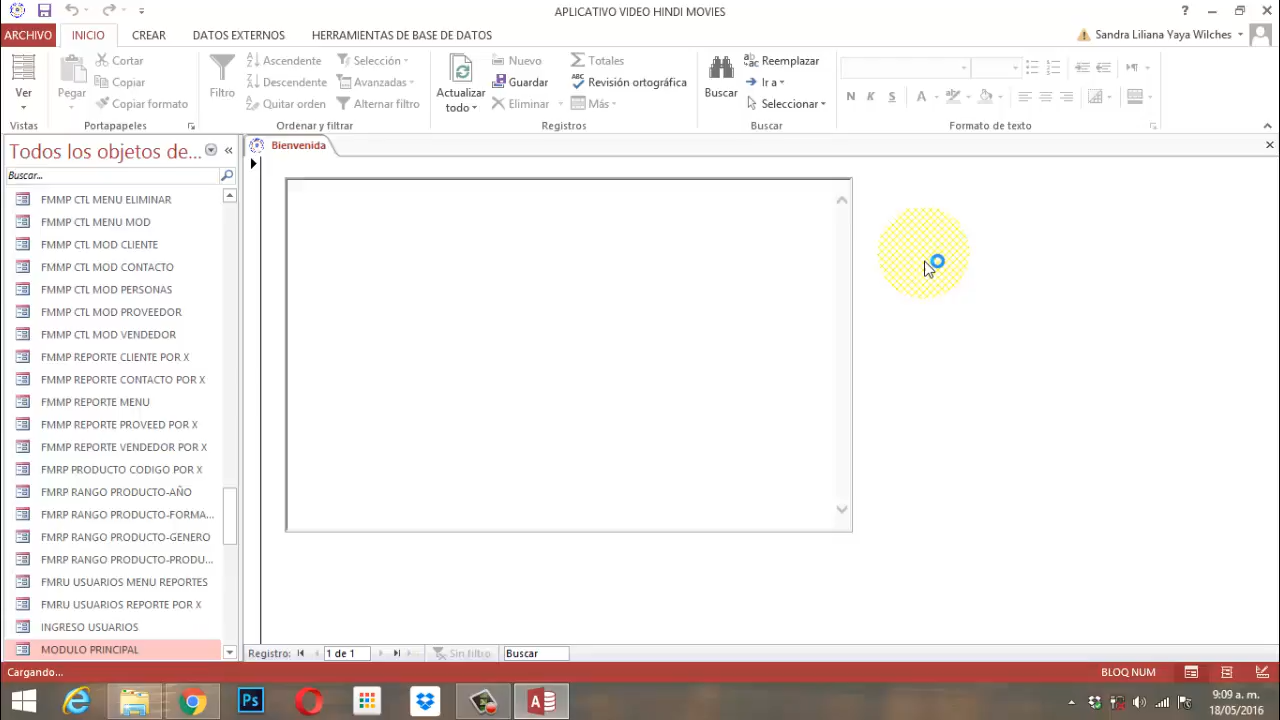 APLICATIVO VIDEO HINDI MOVIES
ARCHIVO INICIO CREAR DATOS EXTERNOS HERRAMIENTAS DE BASE DE DATOS Sandra Liliana Yaya Wilches
Ver
Vistas
Pegar
Cortar
Copiar
Copiar formato
Portapapeles
Filtro
Ascendente
Descendente
Quitar orden
Selección
Avanzadas
Alternar filtro
Ordenar y filtrar
Actualizar
todo
Nuevo
Guardar
Eliminar
Totales
Revisión ortográfica
Más
Registros
Buscar
Reemplazar
Ir a
Seleccionar
Buscar
N K S A
Formato de texto
Todos los objetos de...
Buscar...
FMMP CTL MENU ELIMINAR
FMMP CTL MENU MOD
FMMP CTL MOD CLIENTE
FMMP CTL MOD CONTACTO
FMMP CTL MOD PERSONAS
FMMP CTL MOD PROVEEDOR
FMMP CTL MOD VENDEDOR
FMMP REPORTE CLIENTE POR X
FMMP REPORTE CONTACTO POR X
FMMP REPORTE MENU
FMMP REPORTE PROVEED POR X
FMMP REPORTE VENDEDOR POR X
FMRP PRODUCTO CODIGO POR X
FMRP RANGO PRODUCTO-AÑO
FMRP RANGO PRODUCTO-FORMA...
FMRP RANGO PRODUCTO-GENERO
FMRP RANGO PRODUCTO-PRODU...
FMRU USUARIOS MENU REPORTES
FMRU USUARIOS REPORTE POR X
INGRESO USUARIOS
MODULO PRINCIPAL
Bienvenida
Registro: 1 de 1 Sin filtro Buscar
Cargando... BLOQ NUM
Ps
9:09 a. m.
18/05/2016